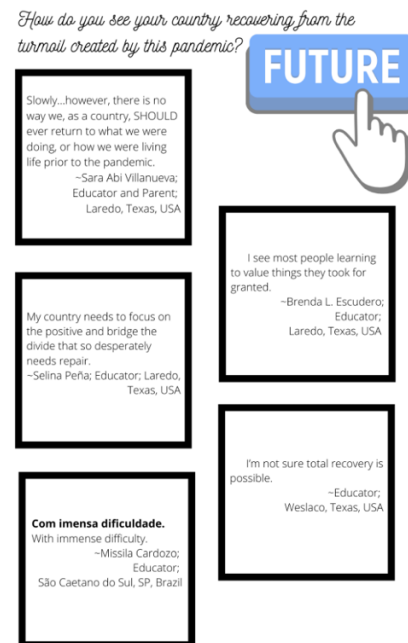 How do you see your country recovering from the
turmoil created by this pandemic?
FUTURE
Slowly...however, there is no
way we, as a country, SHOULD
ever return to what we were
doing, or how we were living
life prior to the pandemic.
~Sara Abi Villanueva;
Educator and Parent;
Laredo, Texas, USA
I see most people learning
to value things they took for
granted.
~Brenda L. Escudero;
Educator;
Laredo, Texas, USA
My country needs to focus on
the positive and bridge the
divide that so desperately
needs repair.
~Selina Peña; Educator; Laredo,
Texas, USA
I'm not sure total recovery is
possible.
~Educator;
Weslaco, Texas, USA
Com imensa dificuldade.
With immense difficulty.
~Missila Cardozo;
Educator;
São Caetano do Sul, SP, Brazil